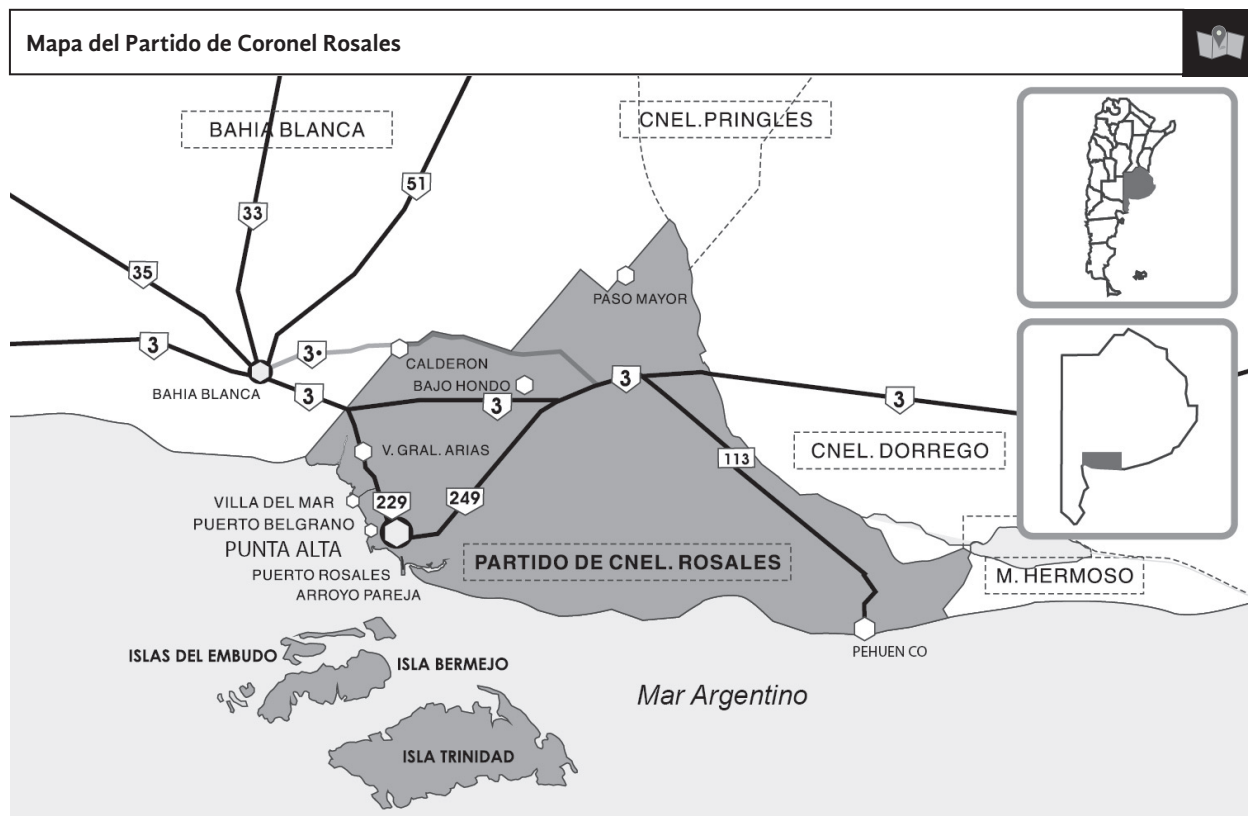 Mapa del Partido de Coronel Rosales
BAHIA BLANCA
CNEL.PRINGLES
51
33
35
PASO MAYOR
3
3•
CALDERON
BAJO HONDO
3
BAHIA BLANCA
3
3
3
CNEL. DORREGO
V. GRAL. ARIAS
113
VILLA DEL MAR
229
249
PUERTO BELGRANO
PUNTA ALTA
PARTIDO DE CNEL. ROSALES
PUERTO ROSALES
M. HERMOSO
ARROYO PAREJA
PEHUEN CO
ISLAS DEL EMBUDO
ISLA BERMEJO
Mar Argentino
ISLA TRINIDAD